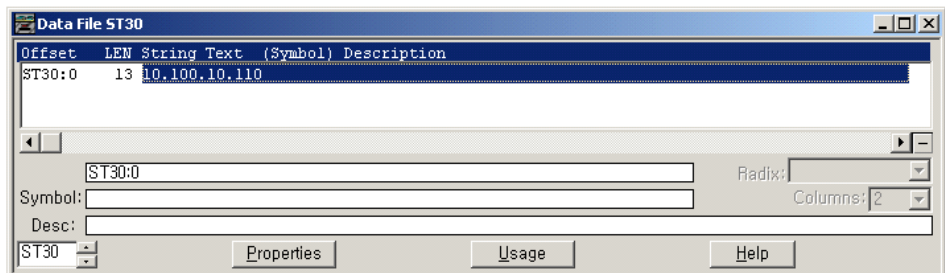 Data File ST30
Offset LEN String Text (Symbol) Description
ST30:0 13 10.100.10.110
ST30:0
Radix:
Symbol:
Columns: 2
Desc:
ST30
Properties Usage Help